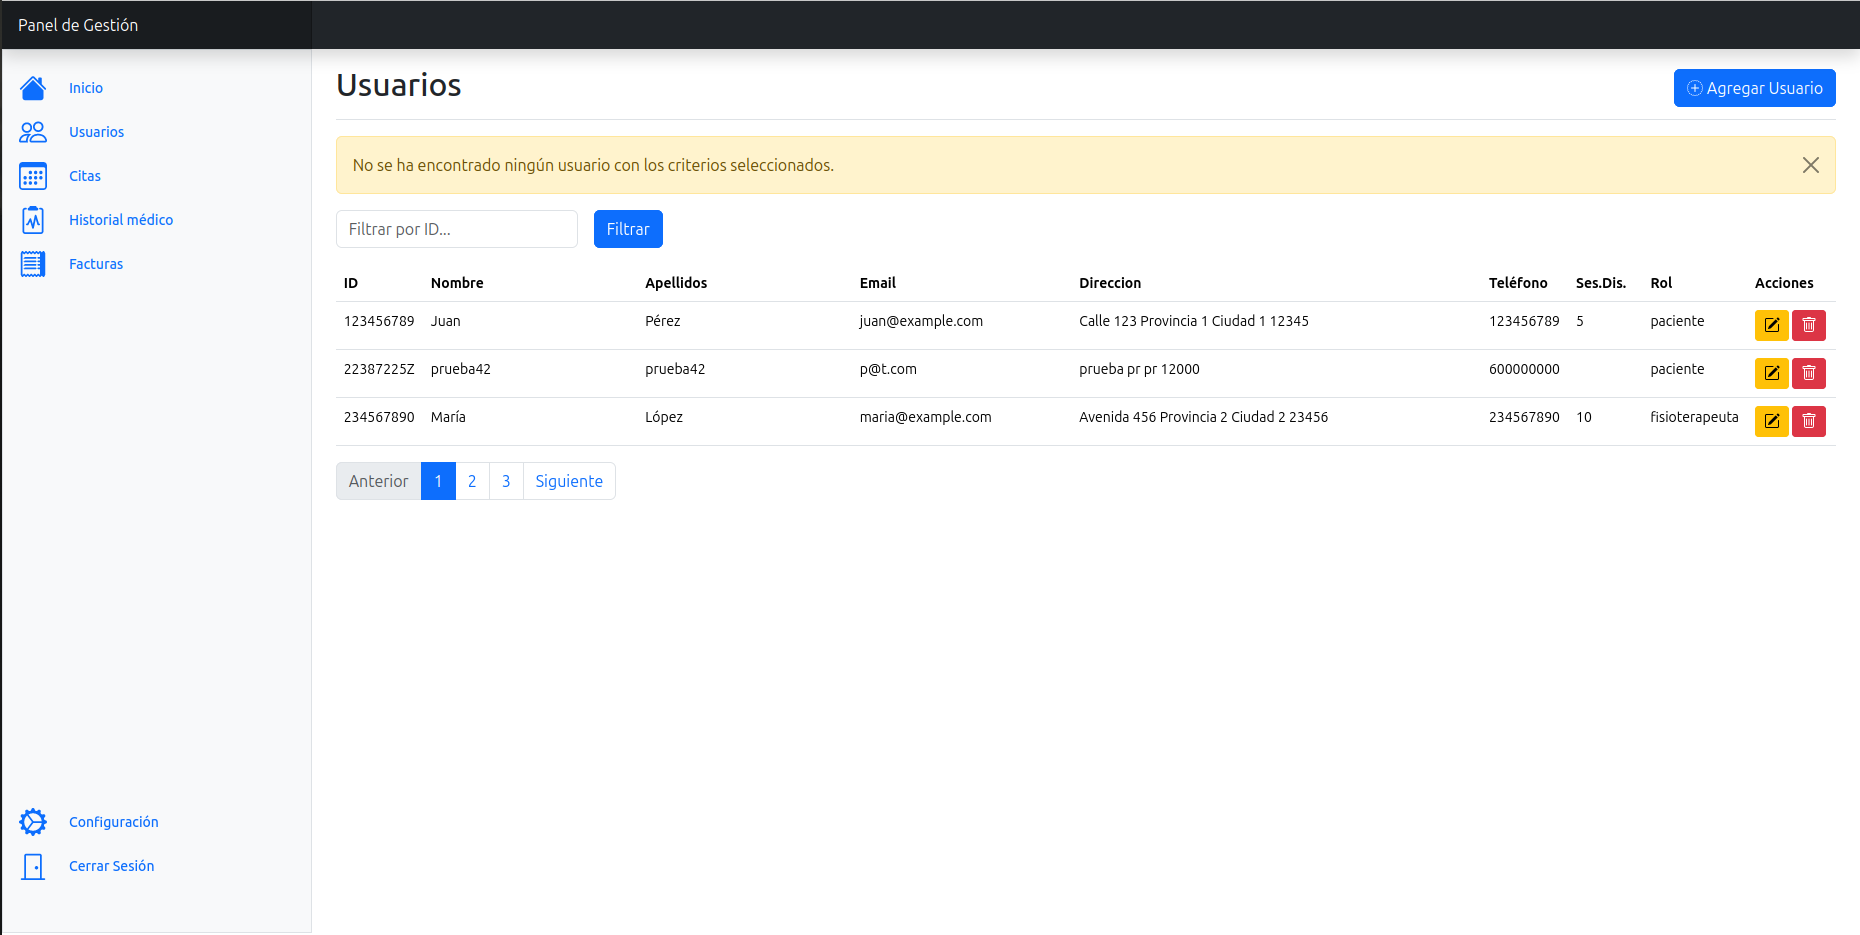 Panel de Gestión
Inicio
Usuarios
Citas
Historial médico
Facturas
Configuración
Cerrar Sesión
Usuarios
Agregar Usuario
No se ha encontrado ningún usuario con los criterios seleccionados.
Filtrar por ID... Filtrar
ID Nombre Apellidos Email Direccion Teléfono Ses.Dis. Rol Acciones
123456789 Juan Pérez juan@example.com Calle 123 Provincia 1 Ciudad 1 12345 123456789 5 paciente
22387225Z prueba42 prueba42 p@t.com prueba pr pr 12000 600000000 paciente
234567890 María López maria@example.com Avenida 456 Provincia 2 Ciudad 2 23456 234567890 10 fisioterapeuta
Anterior 1 2 3 Siguiente